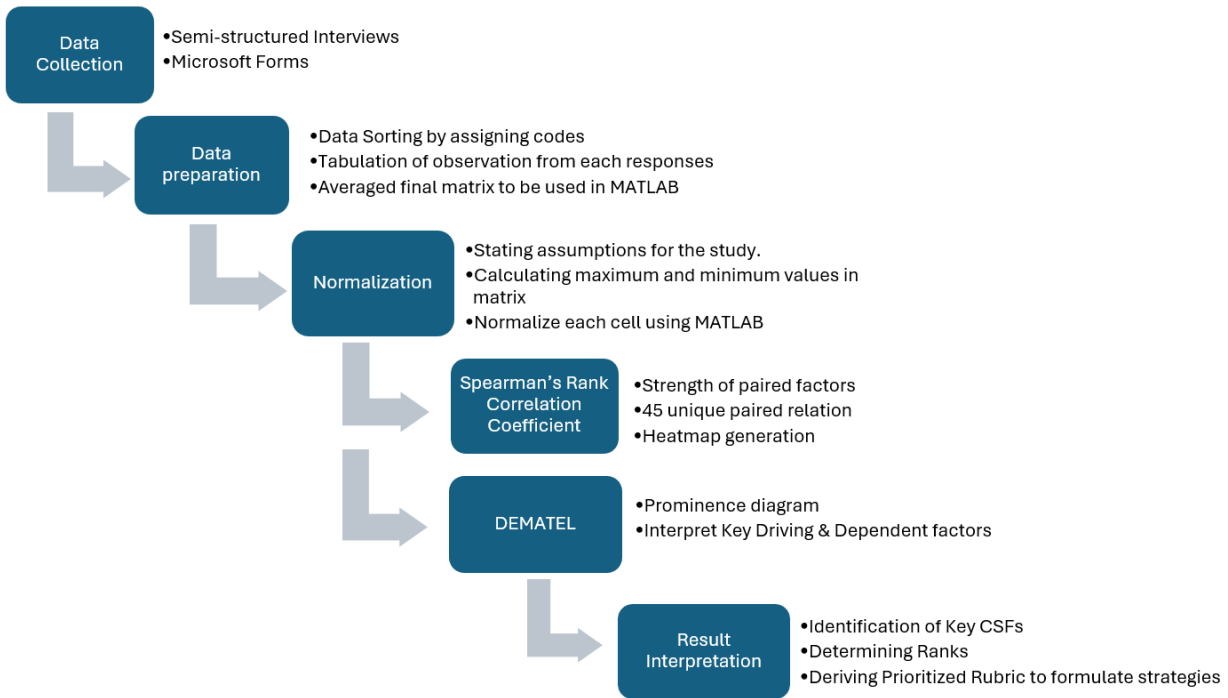 Data
Collection
•Semi-structured Interviews
•Microsoft Forms
Data
preparation
•Data Sorting by assigning codes
•Tabulation of observation from each responses
•Averaged final matrix to be used in MATLAB
Normalization
•Stating assumptions for the study.
•Calculating maximum and minimum values in
matrix
•Normalize each cell using MATLAB
Spearman’s Rank
Correlation
Coefficient
•Strength of paired factors
•45 unique paired relation
•Heatmap generation
DEMATEL
•Prominence diagram
•Interpret Key Driving & Dependent factors
Result
Interpretation
•Identification of Key CSFs
•Determining Ranks
•Deriving Prioritized Rubric to formulate strategies